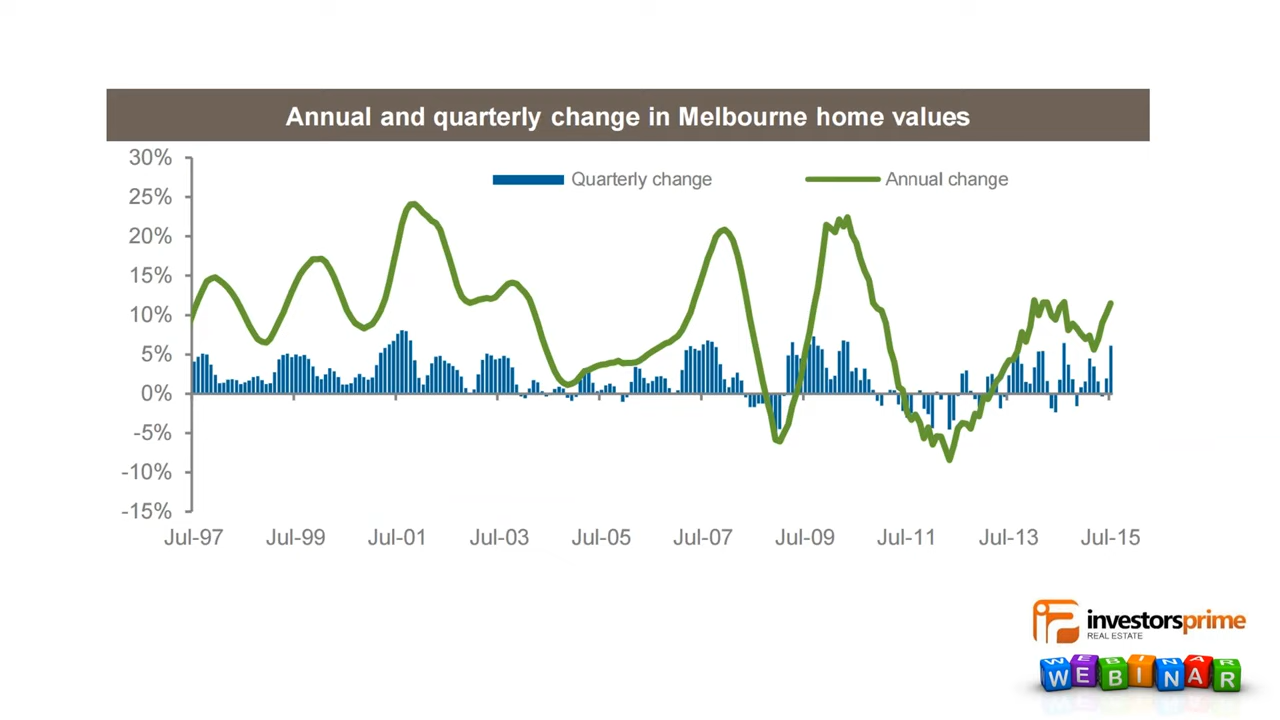 Annual and quarterly change in Melbourne home values
30%
Quarterly change
Annual change
25%
20%
15%
10%
5%
0%
-5%
-10%
-15%
Jul-97 Jul-99 Jul-01 Jul-03 Jul-05 Jul-07 Jul-09 Jul-11 Jul-13 Jul-15
investorsprime
REAL ESTATE
WEBINAR
WEBINAR